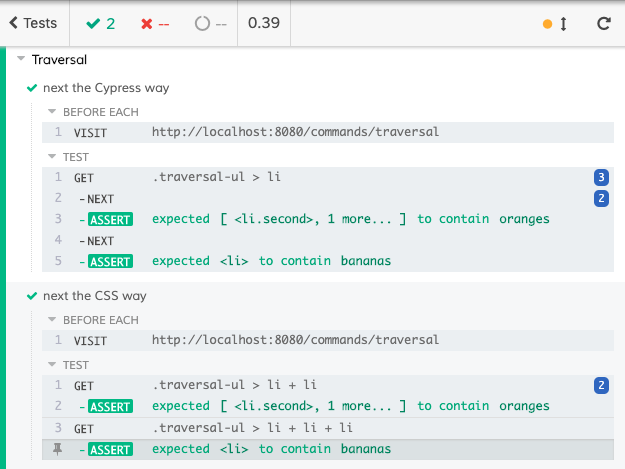 Tests 2 -- -- 0.39
Traversal
next the Cypress way
BEFORE EACH
1 VISIT http://localhost:8080/commands/traversal
TEST
1 GET .traversal-ul > li 3
2 -NEXT 2
3 -ASSERT expected [ <li.second>, 1 more... ] to contain oranges
4 -NEXT
5 -ASSERT expected <li> to contain bananas
next the CSS way
BEFORE EACH
1 VISIT http://localhost:8080/commands/traversal
TEST
1 GET .traversal-ul > li + li 2
2 -ASSERT expected [ <li.second>, 1 more... ] to contain oranges
3 GET .traversal-ul > li + li + li
-ASSERT expected <li> to contain bananas